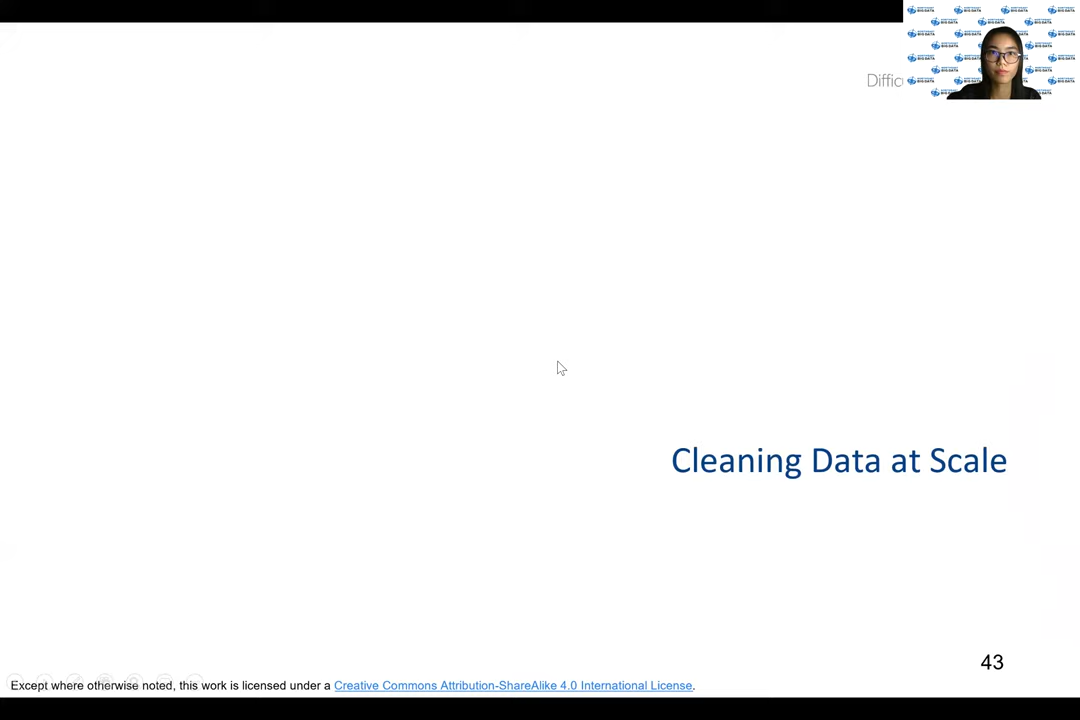 Diffic
Cleaning Data at Scale
43
Except where otherwise noted, this work is licensed under a Creative Commons Attribution-ShareAlike 4.0 International License.